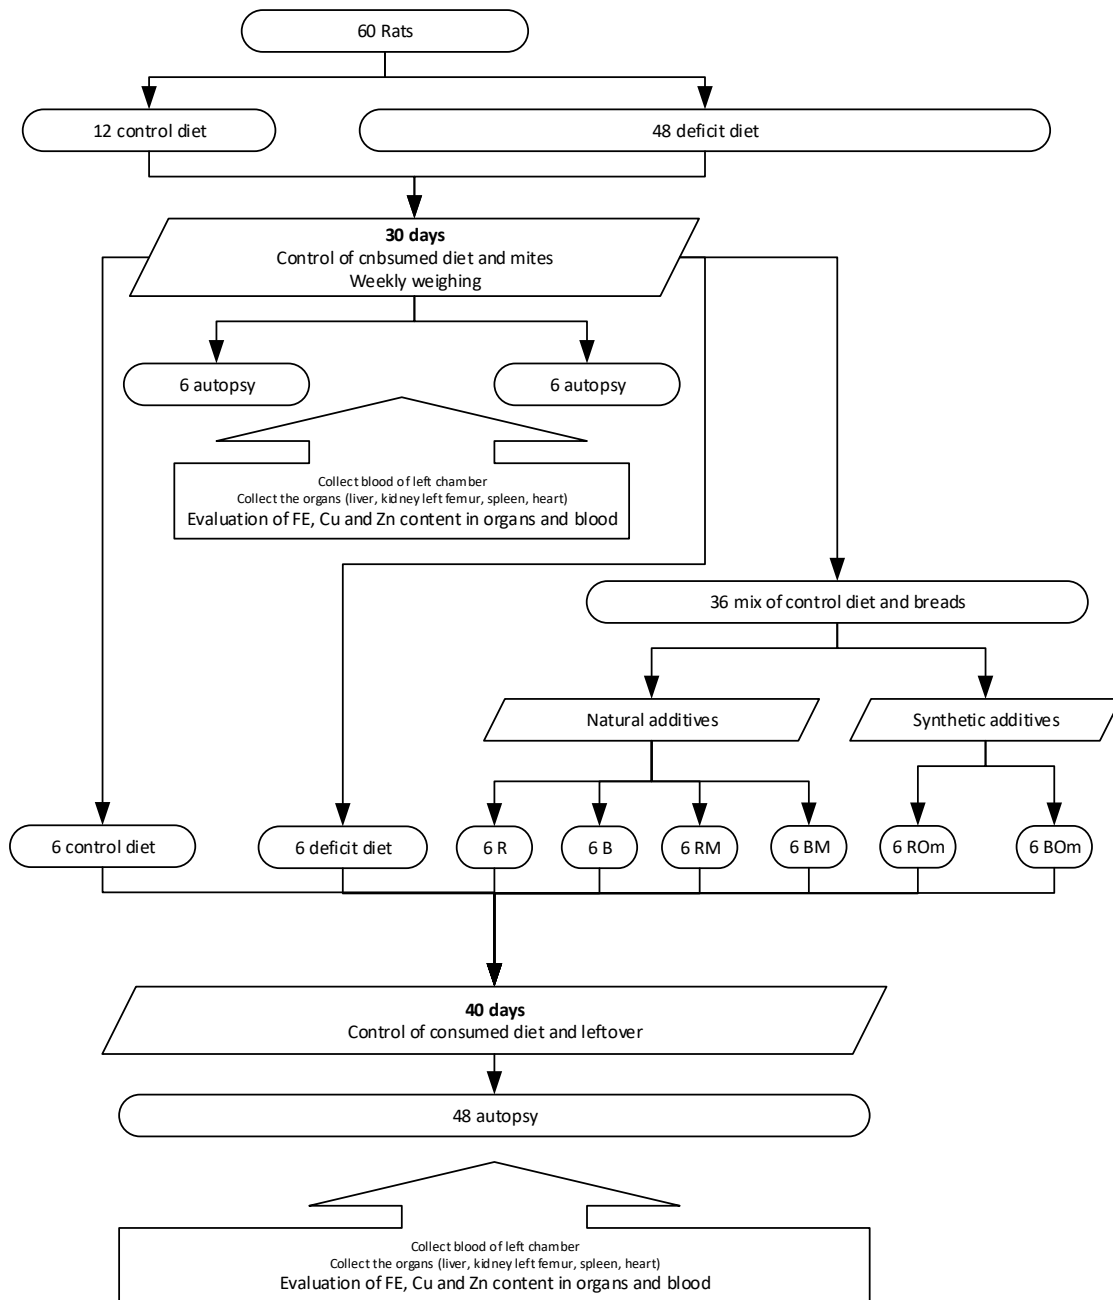 60 Rats
12 control diet
48 deficit diet
30 days
Control of cnbsumed diet and mites
Weekly weighing
6 autopsy
6 autopsy
Collect blood of left chamber
Collect the organs (liver, kidney left femur, spleen, heart)
Evaluation of FE, Cu and Zn content in organs and blood
36 mix of control diet and breads
Natural additives
Synthetic additives
6 control diet
6 deficit diet
6 R
6 B
6 RM
6 BM
6 ROm
6 BOm
40 days
Control of consumed diet and leftover
48 autopsy
Collect blood of left chamber
Collect the organs (liver, kidney left femur, spleen, heart)
Evaluation of FE, Cu and Zn content in organs and blood